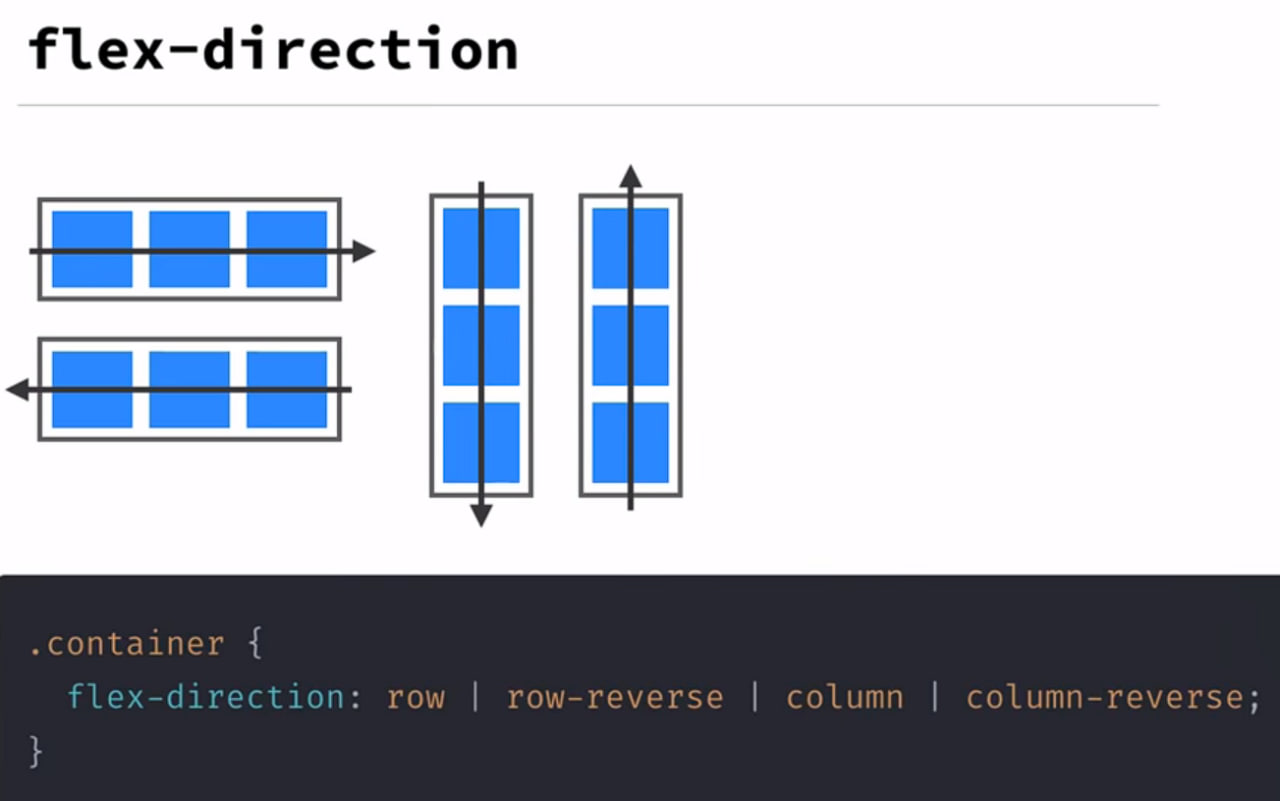 flex-direction
.container {
  flex-direction: row | row-reverse | column | column-reverse;
}